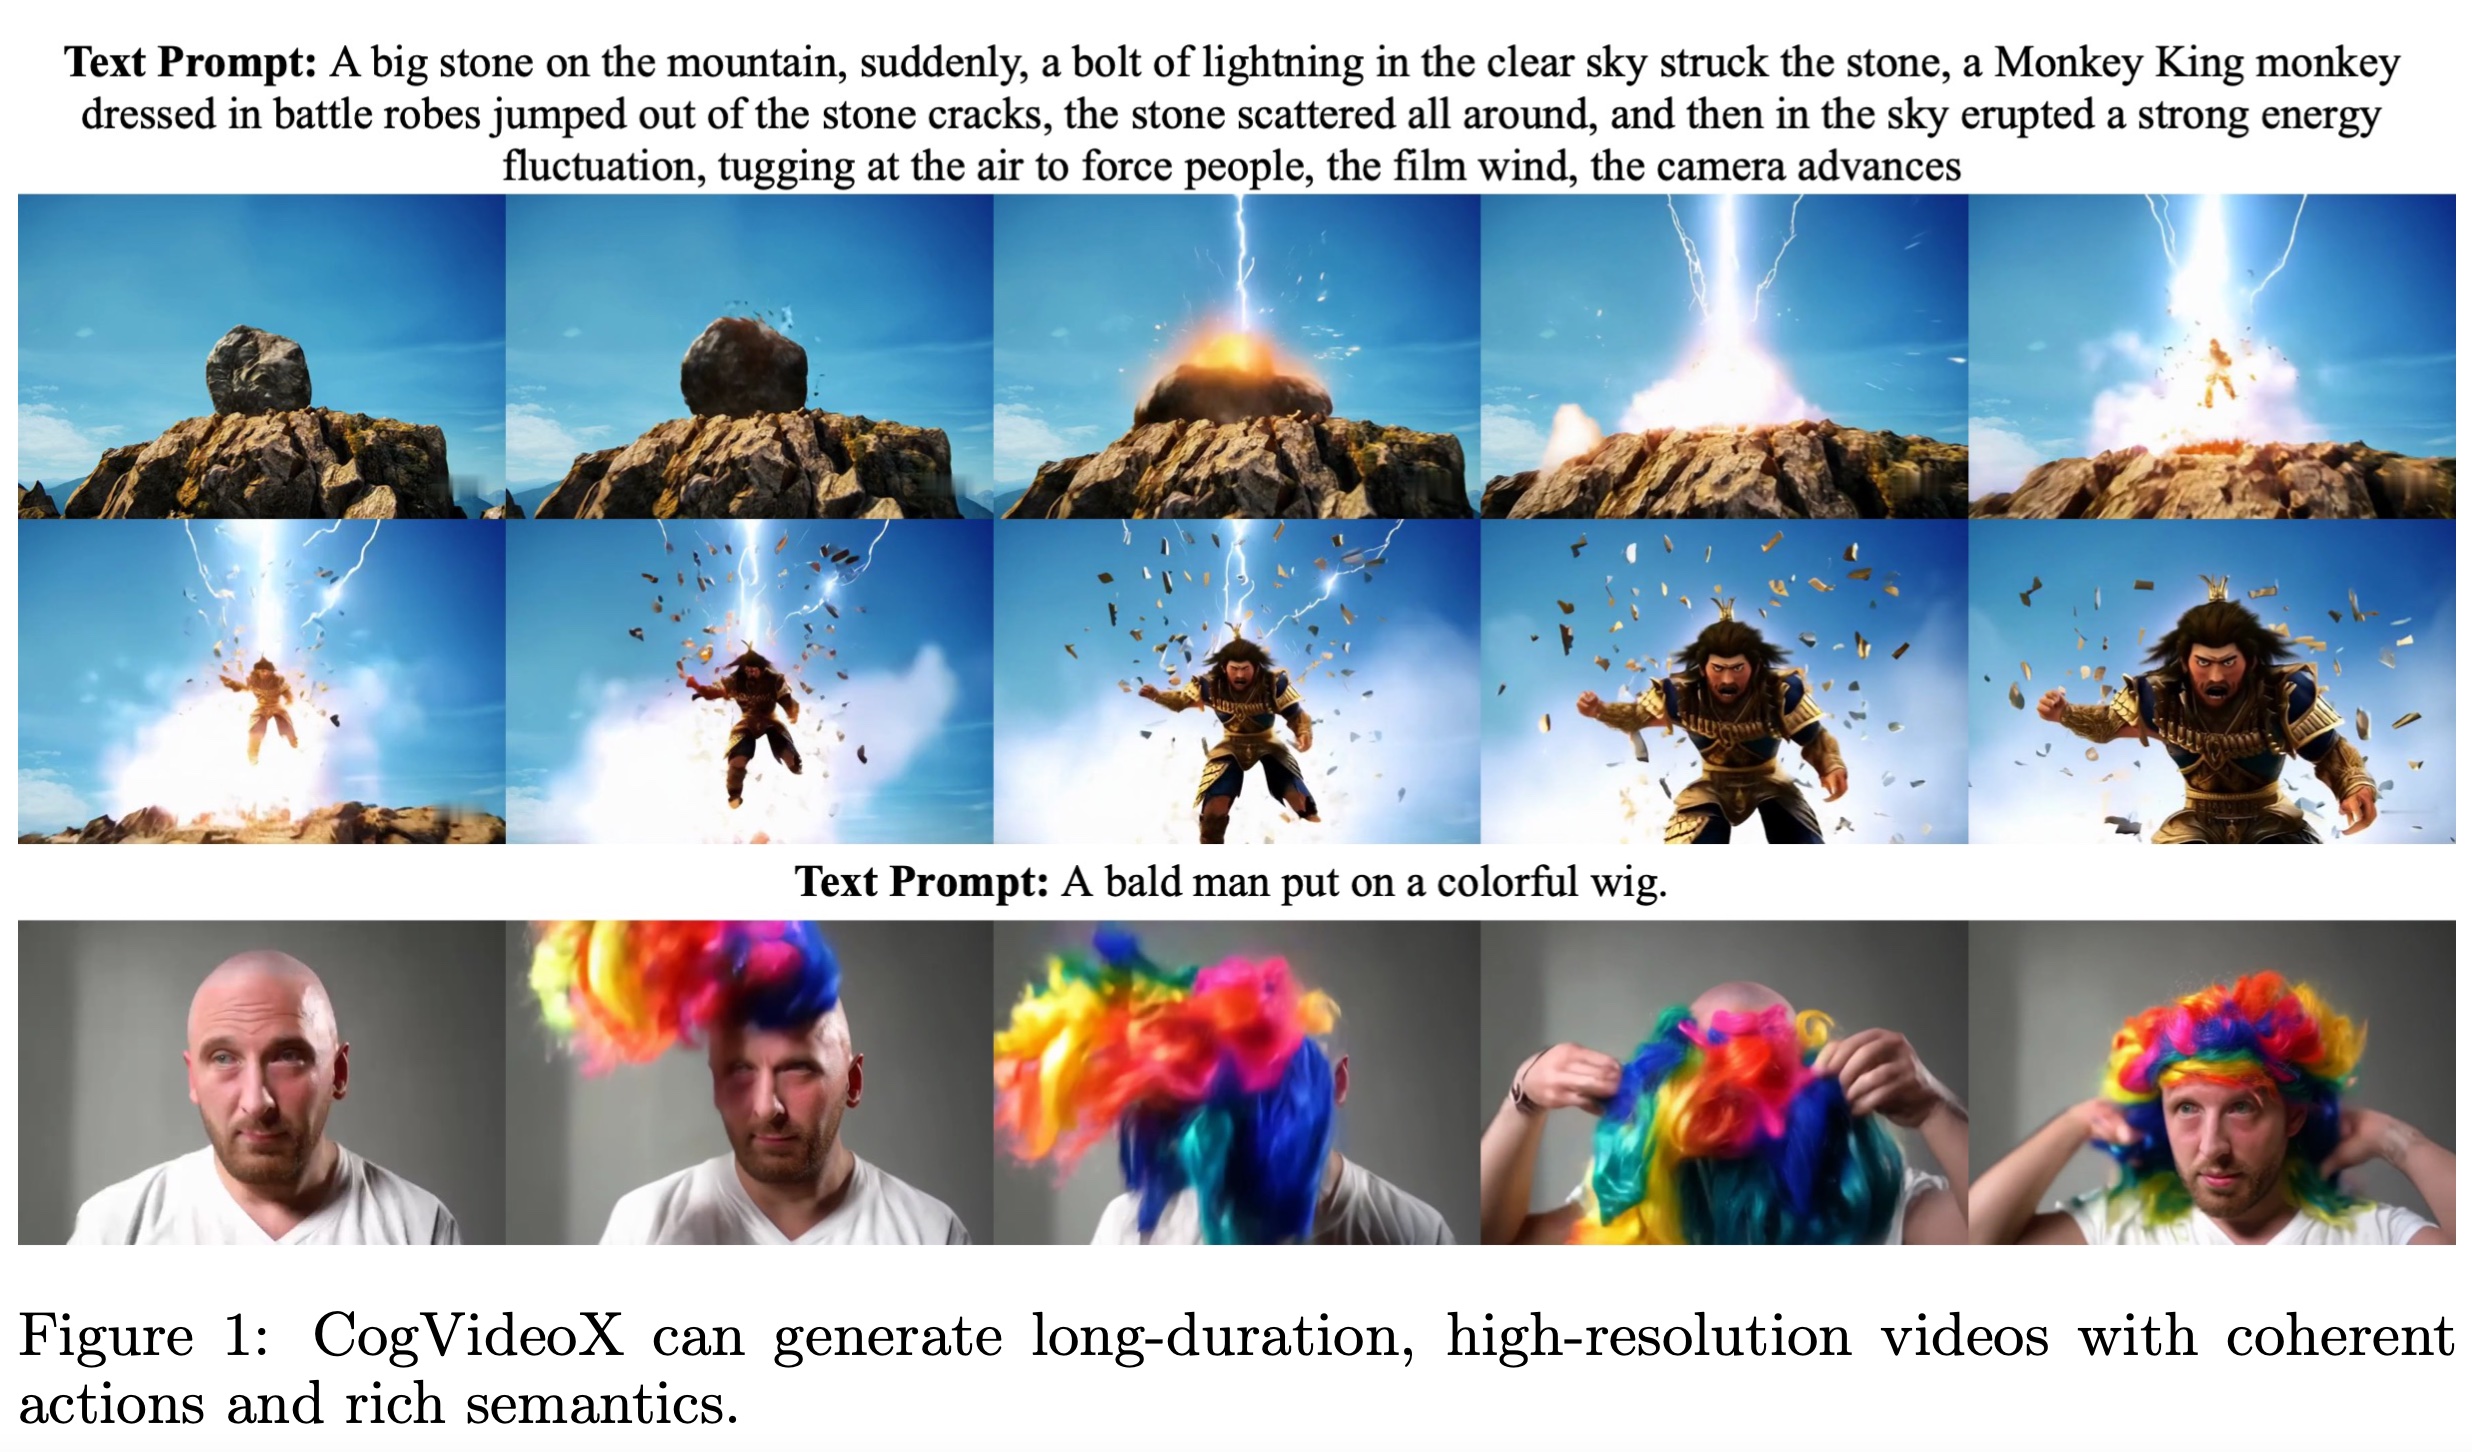 Text Prompt: A big stone on the mountain, suddenly, a bolt of lightning in the clear sky struck the stone, a Monkey King monkey
dressed in battle robes jumped out of the stone cracks, the stone scattered all around, and then in the sky erupted a strong energy
fluctuation, tugging at the air to force people, the film wind, the camera advances
Text Prompt: A bald man put on a colorful wig.
Figure 1: CogVideoX can generate long-duration, high-resolution videos with coherent
actions and rich semantics.